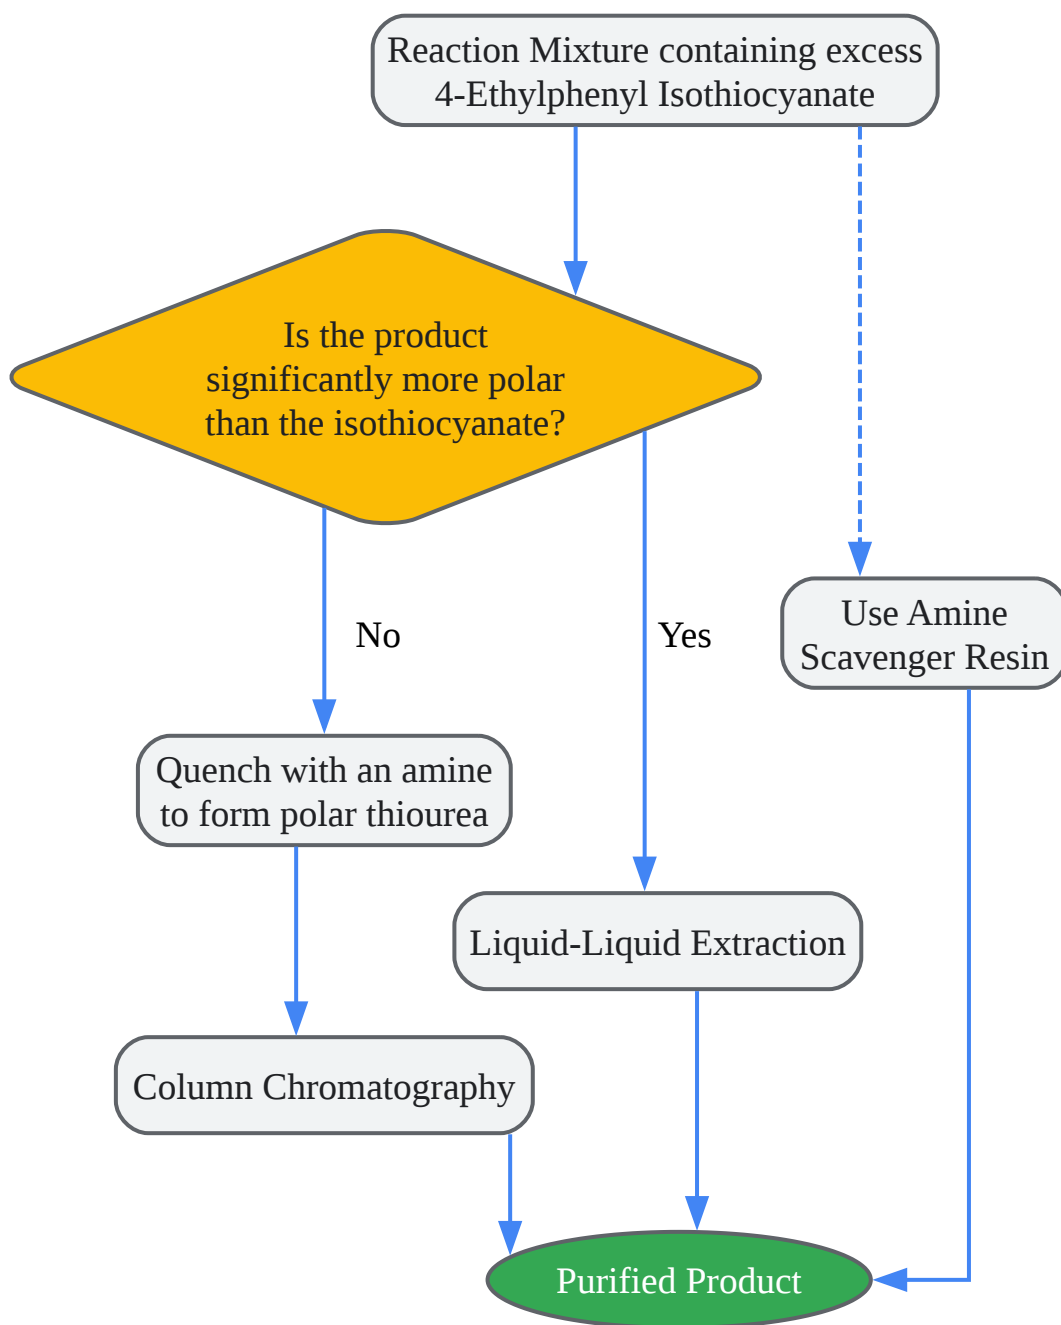 Reaction Mixture containing excess
4-Ethylphenyl Isothiocyanate
Is the product
significantly more polar
than the isothiocyanate?
Use Amine
Scavenger Resin
No
Yes
Quench with an amine
to form polar thiourea
Liquid-Liquid Extraction
Column Chromatography
Purified Product